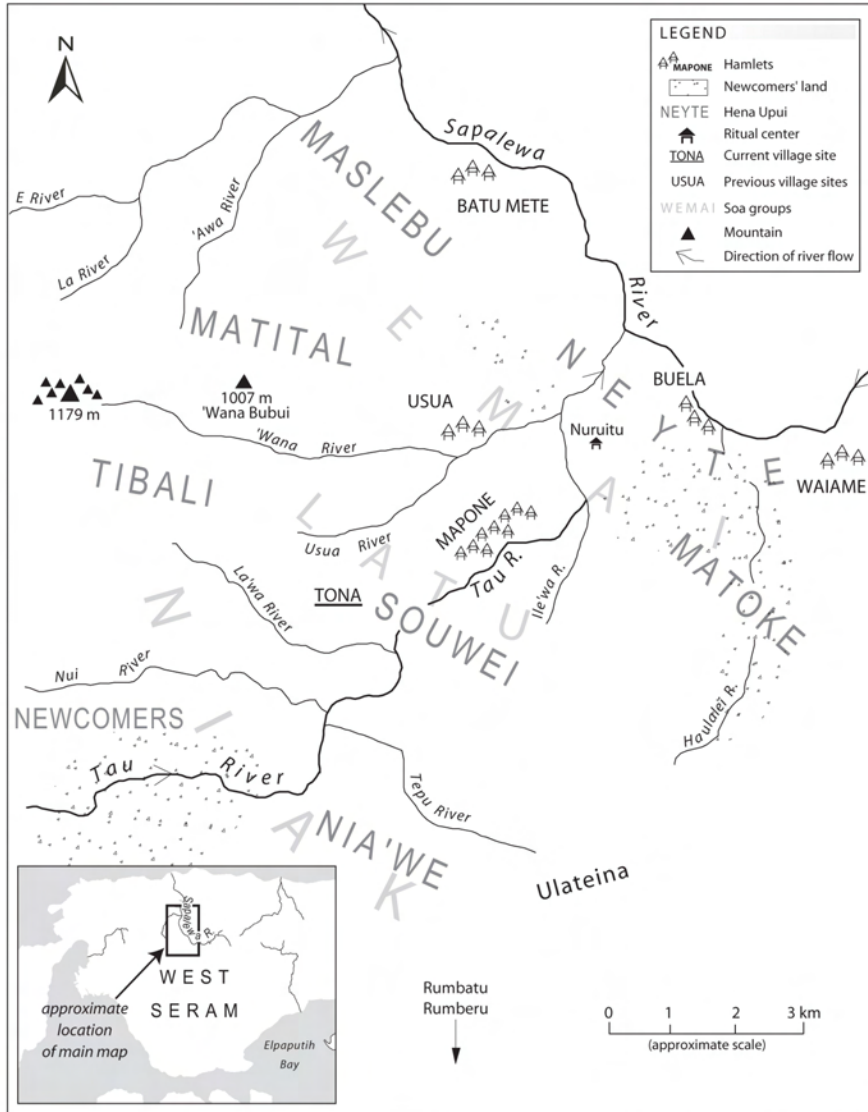 N
LEGEND
MAPONE Hamlets
Newcomers' land
NEYTE Hena Upui
Ritual center
TONA Current village site
USUA Previous village sites
WEMAI Soa groups
Mountain
Direction of river flow
Sapalewa
River
MASLEBU
BATU METE
E River
'Awa River
La River
WEMAI
MATITAL
NEYTE
1179 m
1007 m
'Wana Bubui
USUA
BUELA
Nuruitu
'Wana River
WAIAME
TIBALI
MAPONE
Usua River
LATU
MATOKE
Tau R.
Ile'wa R.
La'wa River
TONA
SOUWEI
Nui River
NEWCOMERS
Haulaleï R.
Tau River
Tepu River
NIAK
NIA'WE
Ulateina
Sapalewa R.
WEST
SERAM
approximate
location
of main map
Elpaputih
Bay
Rumbatu
Rumberu
0 1 2 3 km
(approximate scale)